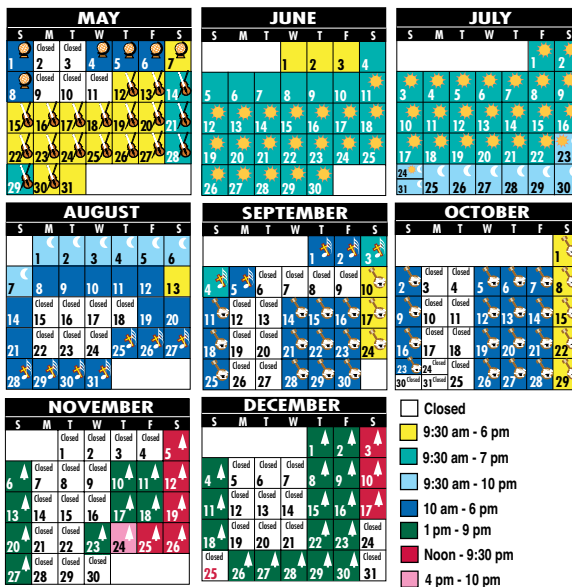 MAY
S M T W T F S
Closed Closed
1 2 3 4 5 6 7
Closed Closed Closed
8 9 10 11 12 13 14
15 16 17 18 19 20 21
22 23 24 25 26 27 28
29 30 31
JUNE
S M T W T F S
1 2 3 4
5 6 7 8 9 10 11
12 13 14 15 16 17 18
19 20 21 22 23 24 25
26 27 28 29 30
JULY
S M T W T F S
1 2
3 4 5 6 7 8 9
10 11 12 13 14 15 16
17 18 19 20 21 22 23
24
31 25 26 27 28 29 30
AUGUST
S M T W T F S
1 2 3 4 5 6
7 8 9 10 11 12 13
Closed Closed Closed Closed
14 15 16 17 18 19 20
Closed Closed Closed
21 22 23 24 25 26 27
28 29 30 31
SEPTEMBER
S M T W T F S
1 2 3
Closed Closed Closed Closed
4 5 6 7 8 9 10
Closed Closed
11 12 13 14 15 16 17
Closed Closed
18 19 20 21 22 23 24
Closed Closed
25 26 27 28 29 30
OCTOBER
S M T W T F S
1
Closed Closed
2 3 4 5 6 7 8
Closed Closed
9 10 11 12 13 14 15
Closed Closed
16 17 18 19 20 21 22
23 24 Closed Closed
30 Closed 31 Closed 25 26 27 28 29
NOVEMBER
S M T W T F S
Closed Closed Closed Closed
1 2 3 4 5
Closed Closed Closed
6 7 8 9 10 11 12
Closed Closed Closed
13 14 15 16 17 18 19
Closed Closed
20 21 22 23 24 25 26
Closed Closed Closed
27 28 29 30
DECEMBER
S M T W T F S
1 2 3
Closed Closed Closed
4 5 6 7 8 9 10
Closed Closed Closed
11 12 13 14 15 16 17
Closed Closed Closed Closed
18 19 20 21 22 23 24
Closed Closed
25 26 27 28 29 30 31
Closed
9:30 am - 6 pm
9:30 am - 7 pm
9:30 am - 10 pm
10 am - 6 pm
1 pm - 9 pm
Noon - 9:30 pm
4 pm - 10 pm